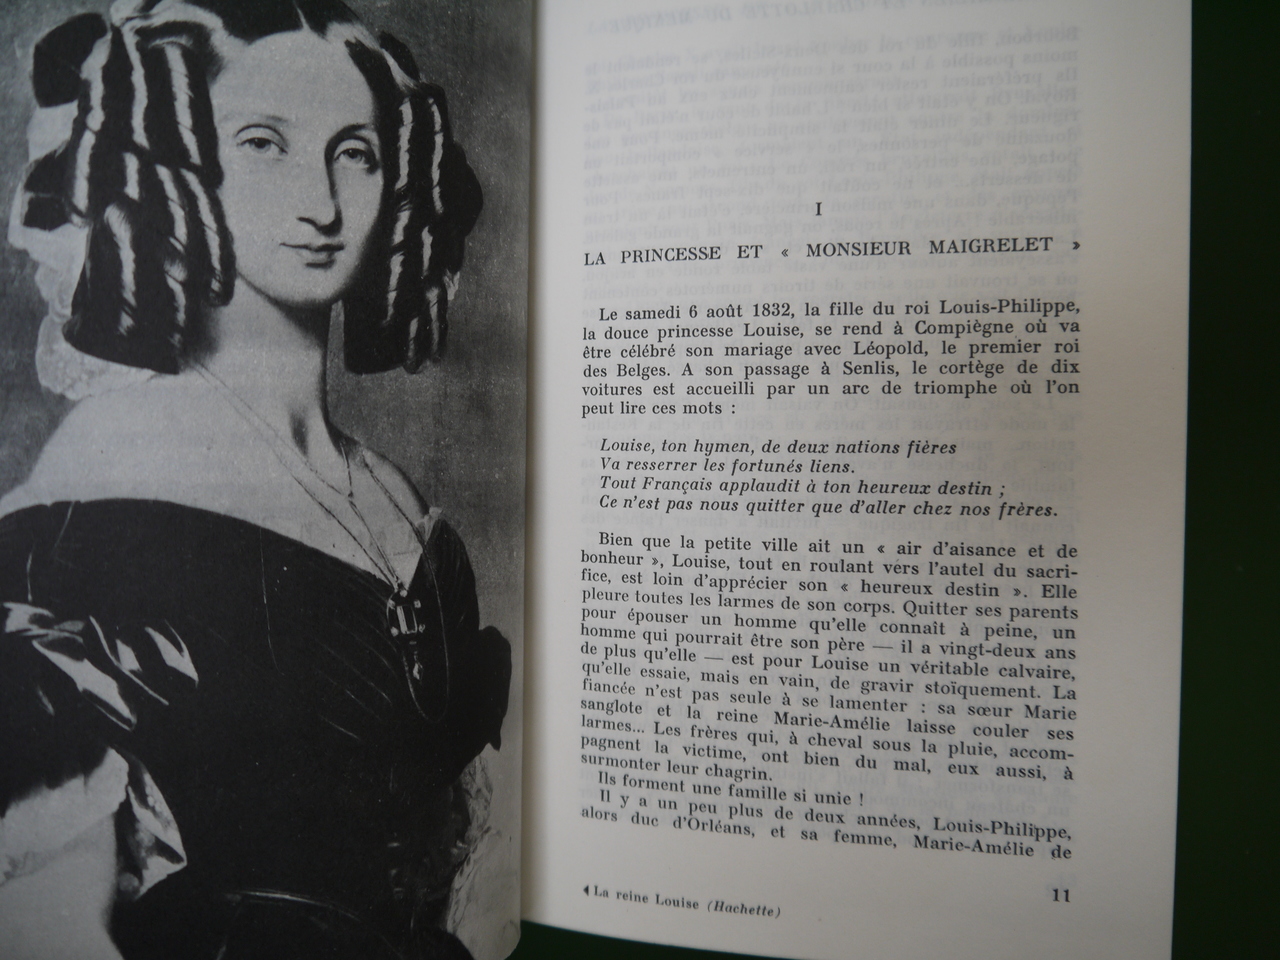 I
LA PRINCESSE ET « MONSIEUR MAIGRELET »
Le samedi 6 août 1832, la fille du roi Louis-Philippe,
la douce princesse Louise, se rend à Compiègne où va
être célébré son mariage avec Léopold, le premier roi
des Belges. A son passage à Senlis, le cortège de dix
voitures est accueilli par un arc de triomphe où l'on
peut lire ces mots :
Louise, ton hymen, de deux nations fières
Va resserrer les fortunés liens.
Tout Français applaudit à ton heureux destin ;
Ce n'est pas nous quitter que d'aller chez nos frères.
Bien que la petite ville ait un « air d'aisance et de
bonheur », Louise, tout en roulant vers l'autel du sacri-
fice, est loin d'apprécier son « heureux destin ». Elle
pleure toutes les larmes de son corps. Quitter ses parents
pour épouser un homme qu'elle connaît à peine, un
homme qui pourrait être son père — il a vingt-deux ans
de plus qu'elle — est pour Louise un véritable calvaire,
qu'elle essaie, mais en vain, de gravir stoïquement. La
fiancée n'est pas seule à se lamenter : sa sœur Marie
sanglote et la reine Marie-Amélie laisse couler ses
larmes... Les frères qui, à cheval sous la pluie, accom-
pagnent la victime, ont bien du mal, eux aussi, à
surmonter leur chagrin.
Ils forment une famille si unie !
Il y a un peu plus de deux années, Louis-Philippe,
alors duc d'Orléans, et sa femme, Marie-Amélie de
◄ La reine Louise (Hachette)
11